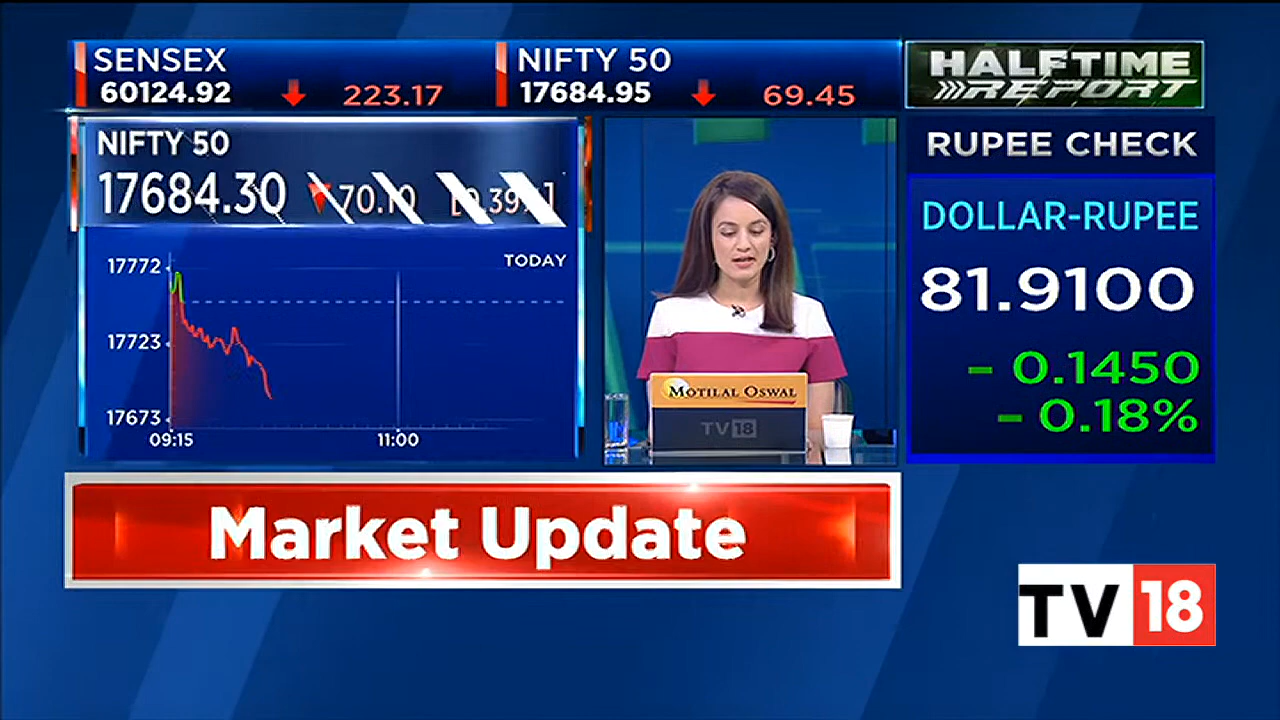 SENSEX
60124.92 223.17
NIFTY 50
17684.95 69.45
HALFTIME
REPORT
NIFTY 50
17684.30 70.10
TODAY
17772
17723
17673
09:15 11:00
MOTILAL OSWAL
TV18
RUPEE CHECK
DOLLAR-RUPEE
81.9100
- 0.1450
- 0.18%
Market Update
TV18